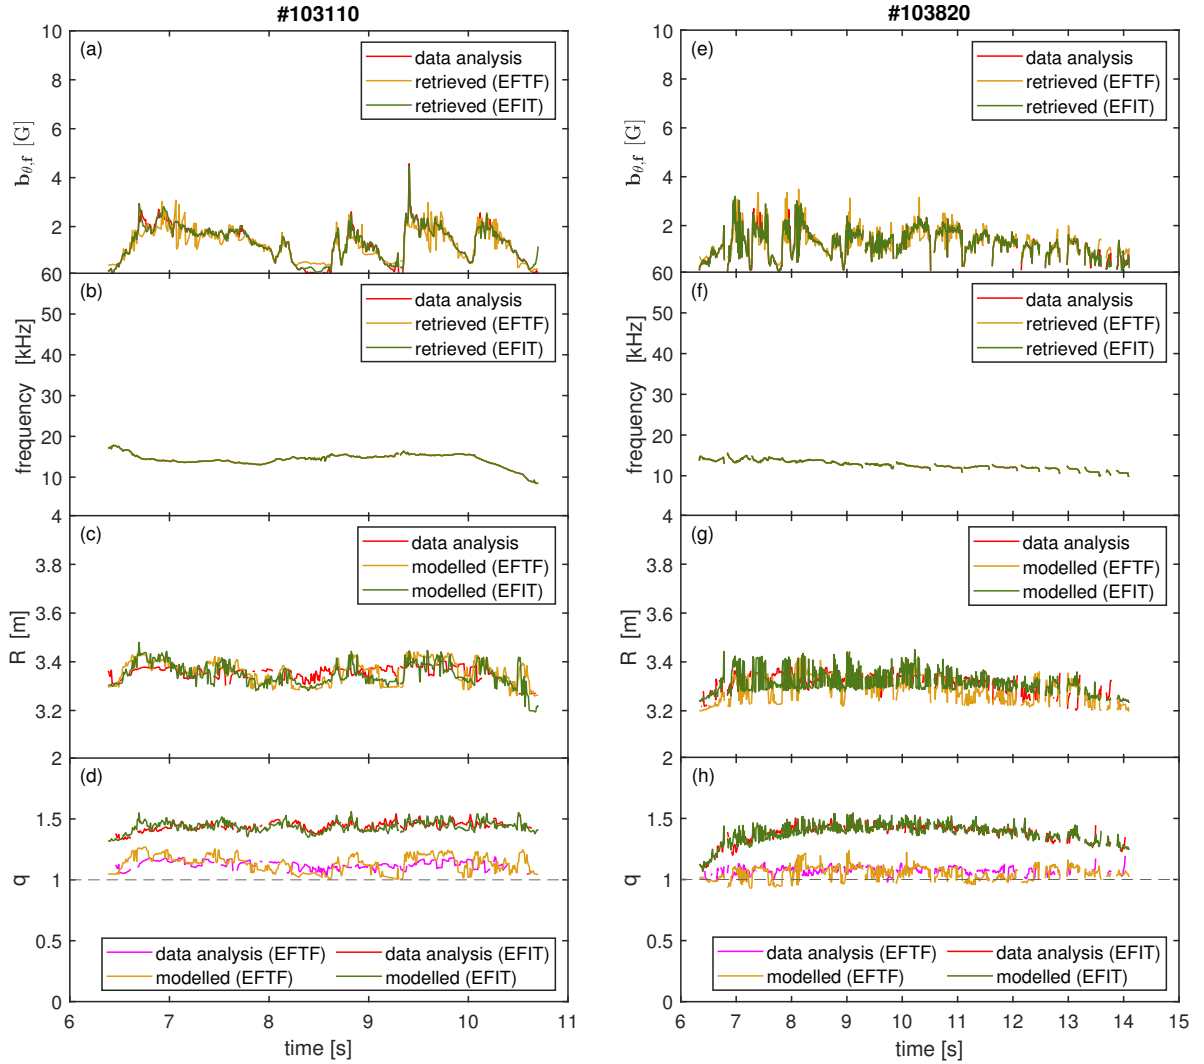 #103110
(a)
data analysis
retrieved (EFTF)
retrieved (EFIT)
10
8
6
4
2
b_{θ,f} [G]
(b)
data analysis
retrieved (EFTF)
retrieved (EFIT)
60
50
40
30
20
10
frequency [kHz]
(c)
data analysis
modelled (EFTF)
modelled (EFIT)
4
3.8
3.6
3.4
3.2
R [m]
(d)
2
1.5
1
0.5
0
q
data analysis (EFTF) data analysis (EFIT)
modelled (EFTF) modelled (EFIT)
6 7 8 9 10 11
time [s]
#103820
(e)
data analysis
retrieved (EFTF)
retrieved (EFIT)
10
8
6
4
2
b_{θ,f} [G]
(f)
data analysis
retrieved (EFTF)
retrieved (EFIT)
60
50
40
30
20
10
frequency [kHz]
(g)
data analysis
modelled (EFTF)
modelled (EFIT)
4
3.8
3.6
3.4
3.2
R [m]
(h)
2
1.5
1
0.5
0
q
data analysis (EFTF) data analysis (EFIT)
modelled (EFTF) modelled (EFIT)
6 7 8 9 10 11 12 13 14 15
time [s]